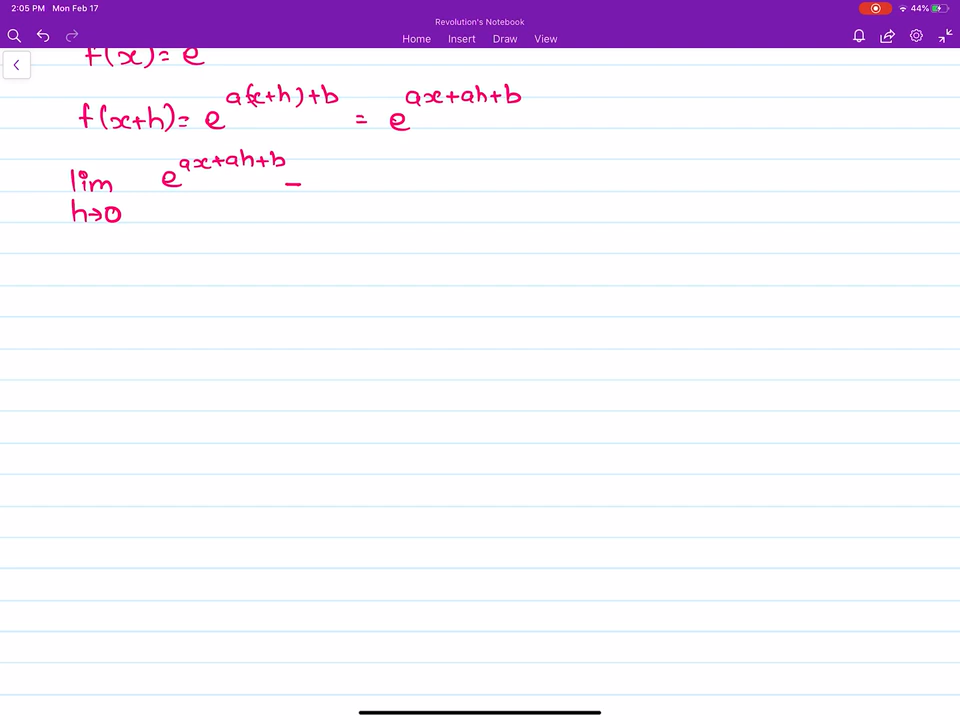 2:05 PM Mon Feb 17
44%
Revolution's Notebook
Home Insert Draw View
f(x) = e
f(x+h) = e^{a(x+h)+b} = e^{ax+ah+b}
lim e^{ax+ah+b} –
h→0